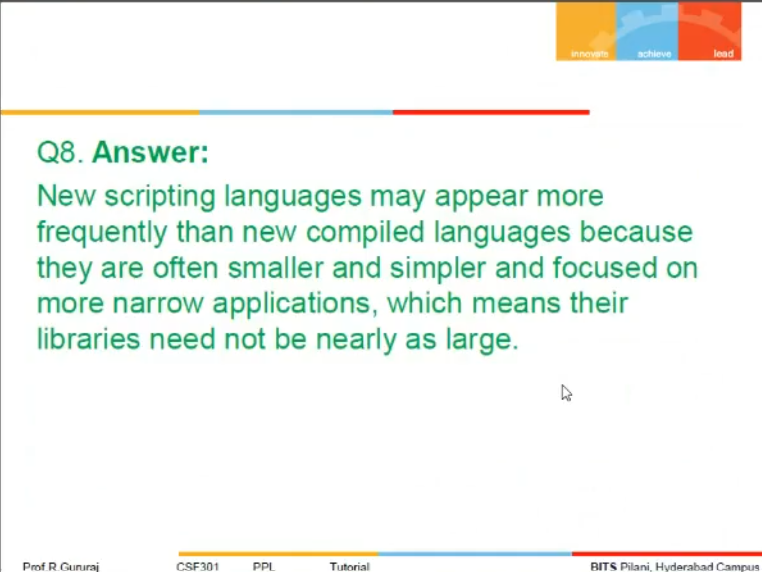 innovate achieve lead
Q8. Answer:
New scripting languages may appear more
frequently than new compiled languages because
they are often smaller and simpler and focused on
more narrow applications, which means their
libraries need not be nearly as large.
Prof.R.Gururaj CSF301 PPL Tutorial BITS Pilani, Hyderabad Campus